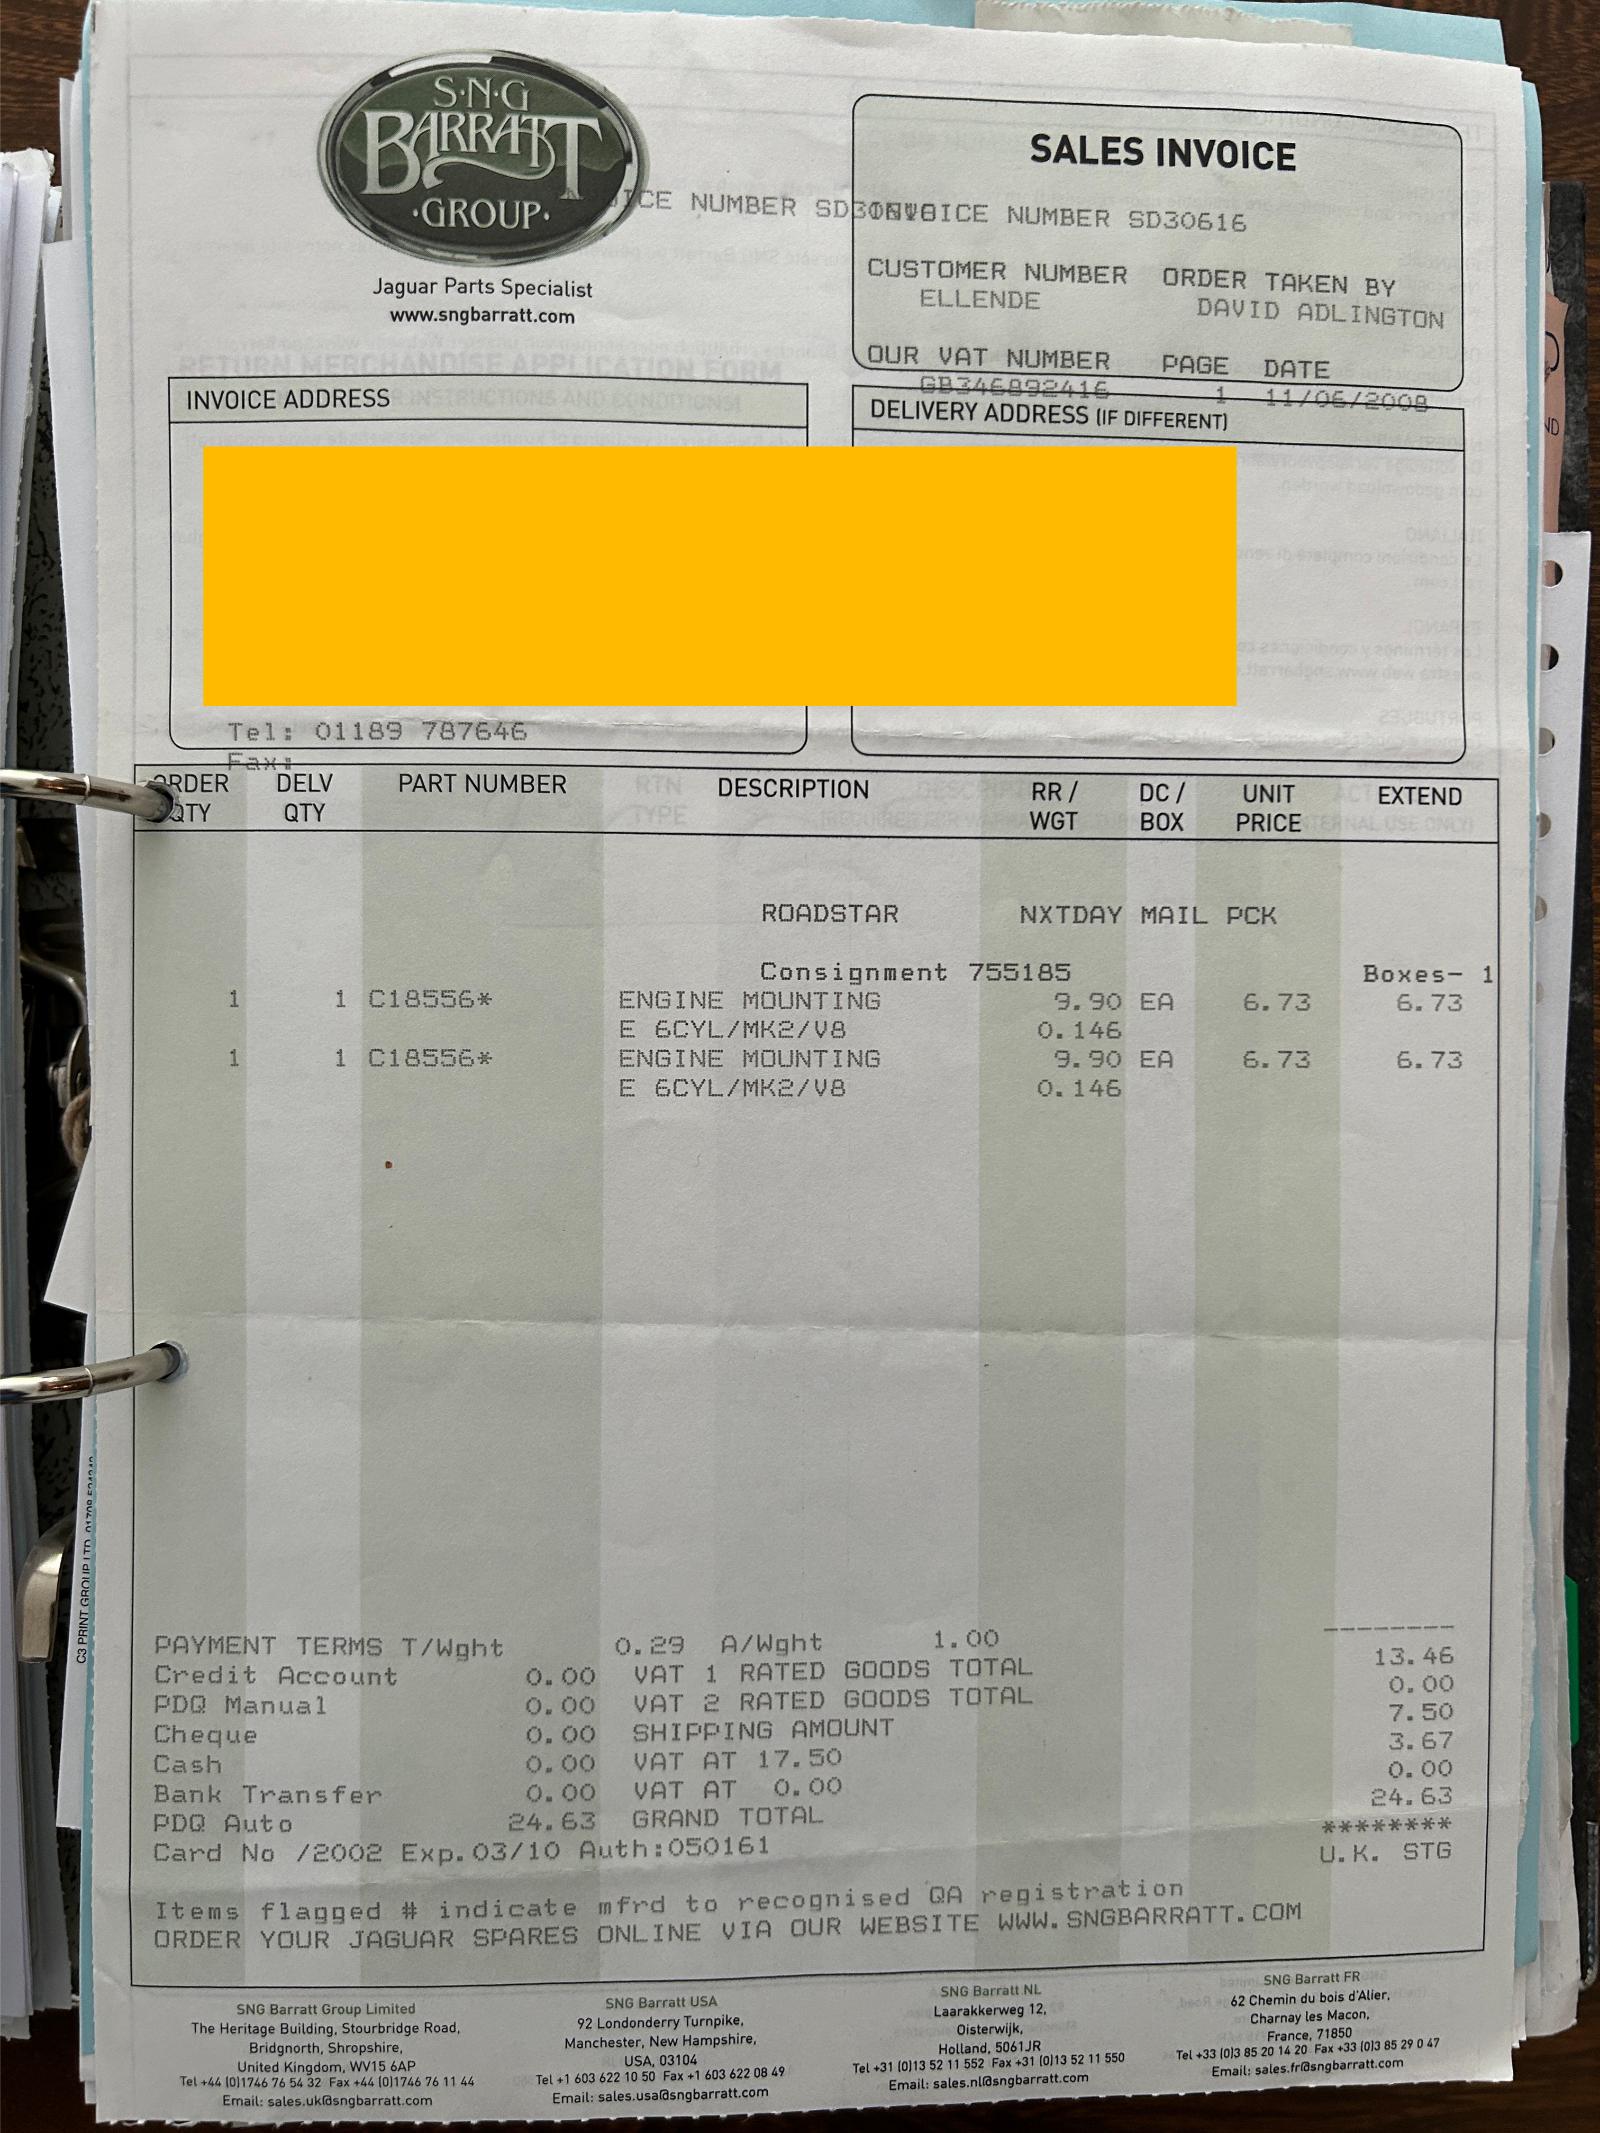 S·N·G
BARRATT
·GROUP·
Jaguar Parts Specialist
www.sngbarratt.com
SALES INVOICE
INVOICE NUMBER SD30616
CUSTOMER NUMBER ORDER TAKEN BY
ELLENDE DAVID ADLINGTON
OUR VAT NUMBER PAGE DATE
GB346892416 1 11/06/2008
INVOICE ADDRESS
DELIVERY ADDRESS (IF DIFFERENT)
Tel: 01189 787646
Fax:
ORDER QTY DELV QTY PART NUMBER DESCRIPTION RR / WGT DC / BOX UNIT PRICE EXTEND
ROADSTAR NXTDAY MAIL PCK
Consignment 755185 Boxes- 1
1 1 C18556* ENGINE MOUNTING 9.90 EA 6.73 6.73
E 6CYL/MK2/V8 0.146
1 1 C18556* ENGINE MOUNTING 9.90 EA 6.73 6.73
E 6CYL/MK2/V8 0.146
--------
PAYMENT TERMS T/Wght 0.29 A/Wght 1.00
Credit Account 0.00 VAT 1 RATED GOODS TOTAL 13.46
PDQ Manual 0.00 VAT 2 RATED GOODS TOTAL 0.00
Cheque 0.00 SHIPPING AMOUNT 7.50
Cash 0.00 VAT AT 17.50 3.67
Bank Transfer 0.00 VAT AT 0.00 0.00
PDQ Auto 24.63 GRAND TOTAL 24.63
********
Card No /2002 Exp.03/10 Auth:050161 U.K. STG
Items flagged # indicate mfrd to recognised QA registration
ORDER YOUR JAGUAR SPARES ONLINE VIA OUR WEBSITE WWW.SNGBARRATT.COM
SNG Barratt Group Limited
The Heritage Building, Stourbridge Road,
Bridgnorth, Shropshire,
United Kingdom, WV15 6AP
Tel +44 (0)1746 76 54 32 Fax +44 (0)1746 76 11 44
Email: sales.uk@sngbarratt.com
SNG Barratt USA
92 Londonderry Turnpike,
Manchester, New Hampshire,
USA, 03104
Tel +1 603 622 10 50 Fax +1 603 622 08 49
Email: sales.usa@sngbarratt.com
SNG Barratt NL
Laarakkerweg 12,
Oisterwijk,
Holland, 5061JR
Tel +31 (0)13 52 11 552 Fax +31 (0)13 52 11 550
Email: sales.nl@sngbarratt.com
SNG Barratt FR
62 Chemin du bois d'Alier,
Charnay les Macon,
France, 71850
Tel +33 (0)3 85 20 14 20 Fax +33 (0)3 85 29 0 47
Email: sales.fr@sngbarratt.com